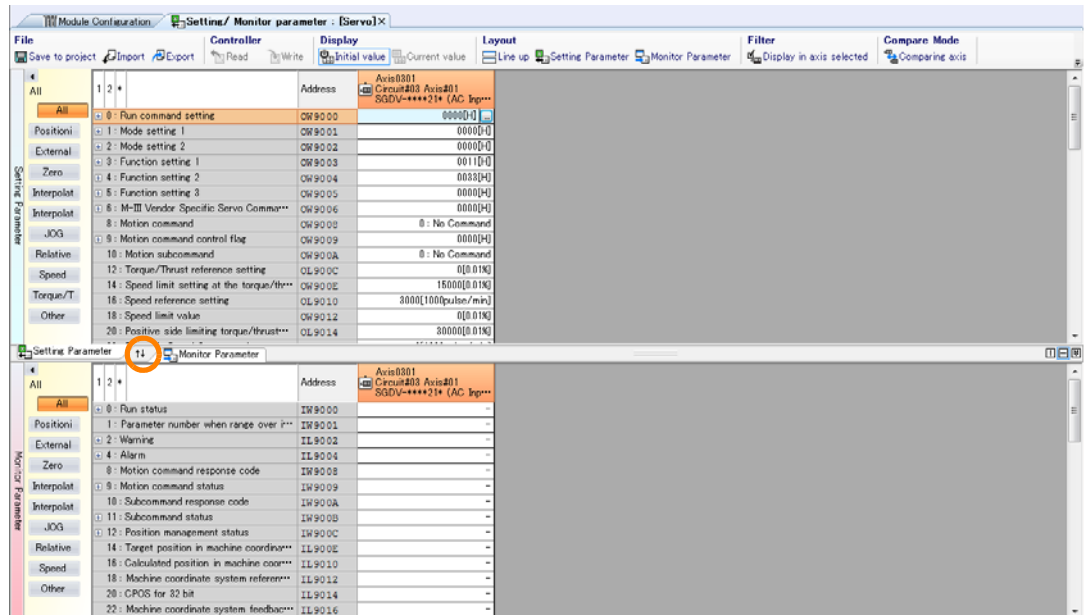 Module Configuration Setting/ Monitor parameter : [Servo]×
File Controller Display Layout Filter Compare Mode
Save to project Import Export Read Write Initial value Current value Line up Setting Parameter Monitor Parameter Display in axis selected Comparing axis
All 1 2 * Address Axis0301
Circuit#03 Axis#01
SGDV-****21* (AC Inp…
All 0 : Run command setting OW9000 0000[H] ...
Positioni 1 : Mode setting 1 OW9001 0000[H]
External 2 : Mode setting 2 OW9002 0000[H]
3 : Function setting 1 OW9003 0011[H]
Zero 4 : Function setting 2 OW9004 0033[H]
Interpolat 5 : Function setting 3 OW9005 0000[H]
Interpolat 6 : M-III Vendor Specific Servo Comma… OW9006 0000[H]
8 : Motion command OW9008 0 : No Command
JOG 9 : Motion command control flag OW9009 0000[H]
Relative 10 : Motion subcommand OW900A 0 : No Command
Speed 12 : Torque/Thrust reference setting OL900C 0[0.01%]
14 : Speed limit setting at the torque/thr… OW900E 15000[0.01%]
Torque/T 16 : Speed reference setting OL9010 3000[1000pulse/min]
Other 18 : Speed limit value OW9012 0[0.01%]
20 : Positive side limiting torque/thrust… OL9014 30000[0.01%]
Setting Parameter
Setting Parameter ↑↓ Monitor Parameter
All 1 2 * Address Axis0301
Circuit#03 Axis#01
SGDV-****21* (AC Inp…
All 0 : Run status IW9000 -
Positioni 1 : Parameter number when range over i… IW9001 -
External 2 : Warning IL9002 -
4 : Alarm IL9004 -
Zero 8 : Motion command response code IW9008 -
Interpolat 9 : Motion command status IW9009 -
Interpolat 10 : Subcommand response code IW900A -
11 : Subcommand status IW900B -
JOG 12 : Position management status IW900C -
Relative 14 : Target position in machine coordina… IL900E -
Speed 16 : Calculated position in machine coor… IL9010 -
18 : Machine coordinate system referen… IL9012 -
Other 20 : CPOS for 32 bit IL9014 -
22 : Machine coordinate system feedbac… IL9016 -
Monitor Parameter